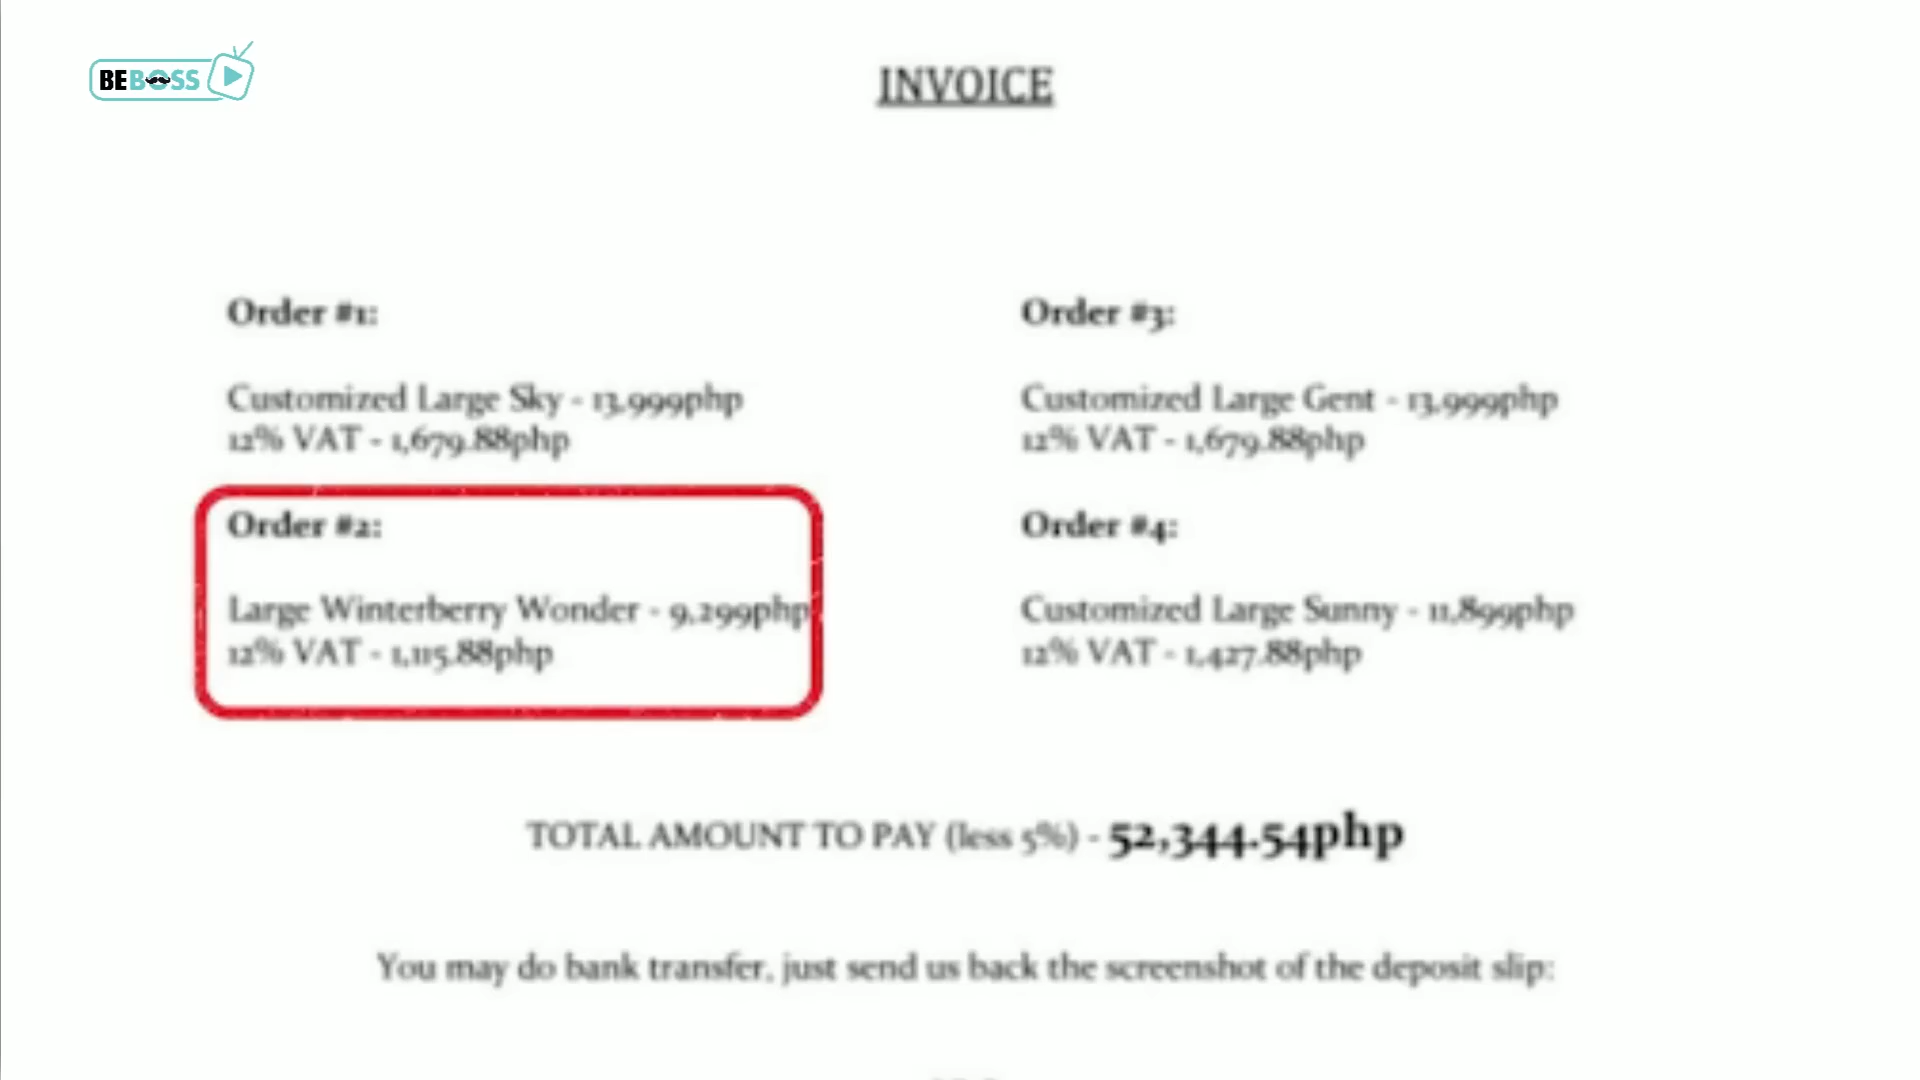 BEBOSS
INVOICE
Order #1:
Customized Large Sky - 13,999php
12% VAT - 1,679.88php
Order #2:
Large Winterberry Wonder - 9,299php
12% VAT - 1,115.88php
Order #3:
Customized Large Gent - 13,999php
12% VAT - 1,679.88php
Order #4:
Customized Large Sunny - 11,899php
12% VAT - 1,427.88php
TOTAL AMOUNT TO PAY (less 5%) - 52,344.54php
You may do bank transfer, just send us back the screenshot of the deposit slip: